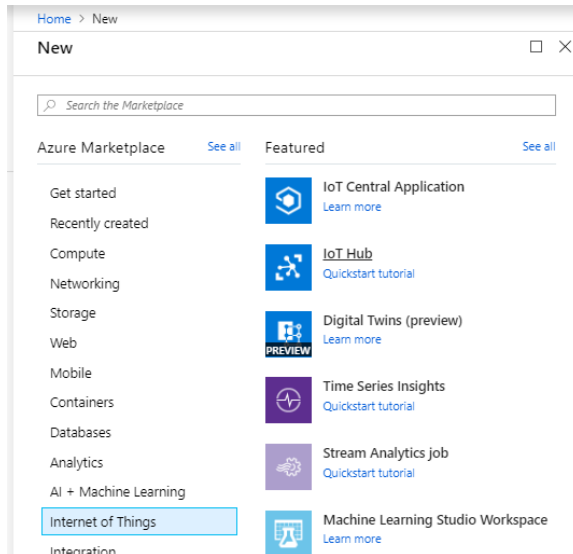 Home > New
New
Search the Marketplace
Azure Marketplace See all
Get started
Recently created
Compute
Networking
Storage
Web
Mobile
Containers
Databases
Analytics
AI + Machine Learning
Internet of Things
Integration
Featured See all
IoT Central Application
Learn more
IoT Hub
Quickstart tutorial
PREVIEW
Digital Twins (preview)
Learn more
Time Series Insights
Quickstart tutorial
Stream Analytics job
Quickstart tutorial
Machine Learning Studio Workspace
Learn more